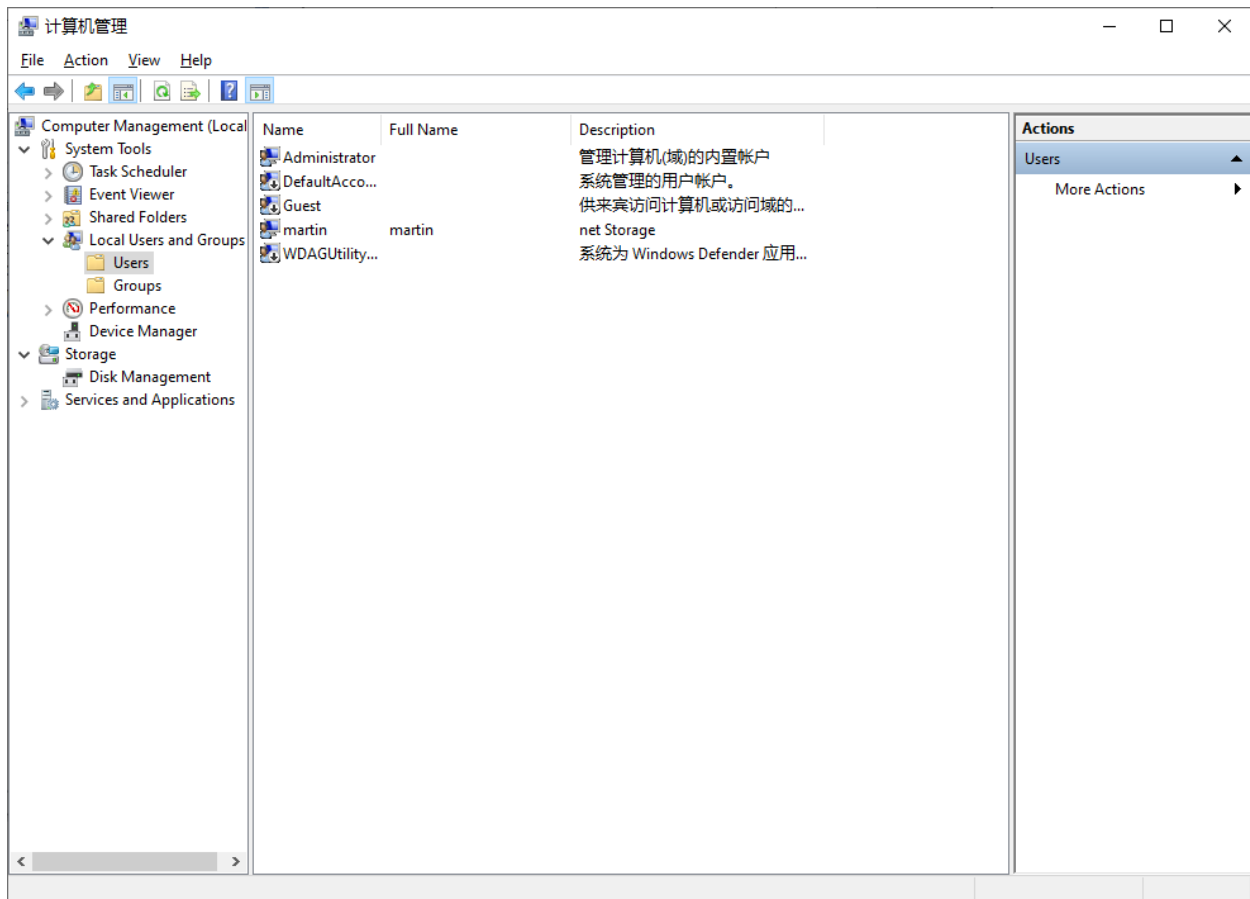 计算机管理
File Action View Help
Computer Management (Local
System Tools
Task Scheduler
Event Viewer
Shared Folders
Local Users and Groups
Users
Groups
Performance
Device Manager
Storage
Disk Management
Services and Applications
Name Full Name Description
Administrator 管理计算机(域)的内置帐户
DefaultAcco... 系统管理的用户帐户。
Guest 供来宾访问计算机或访问域的...
martin martin net Storage
WDAGUtility... 系统为 Windows Defender 应用...
Actions
Users
More Actions